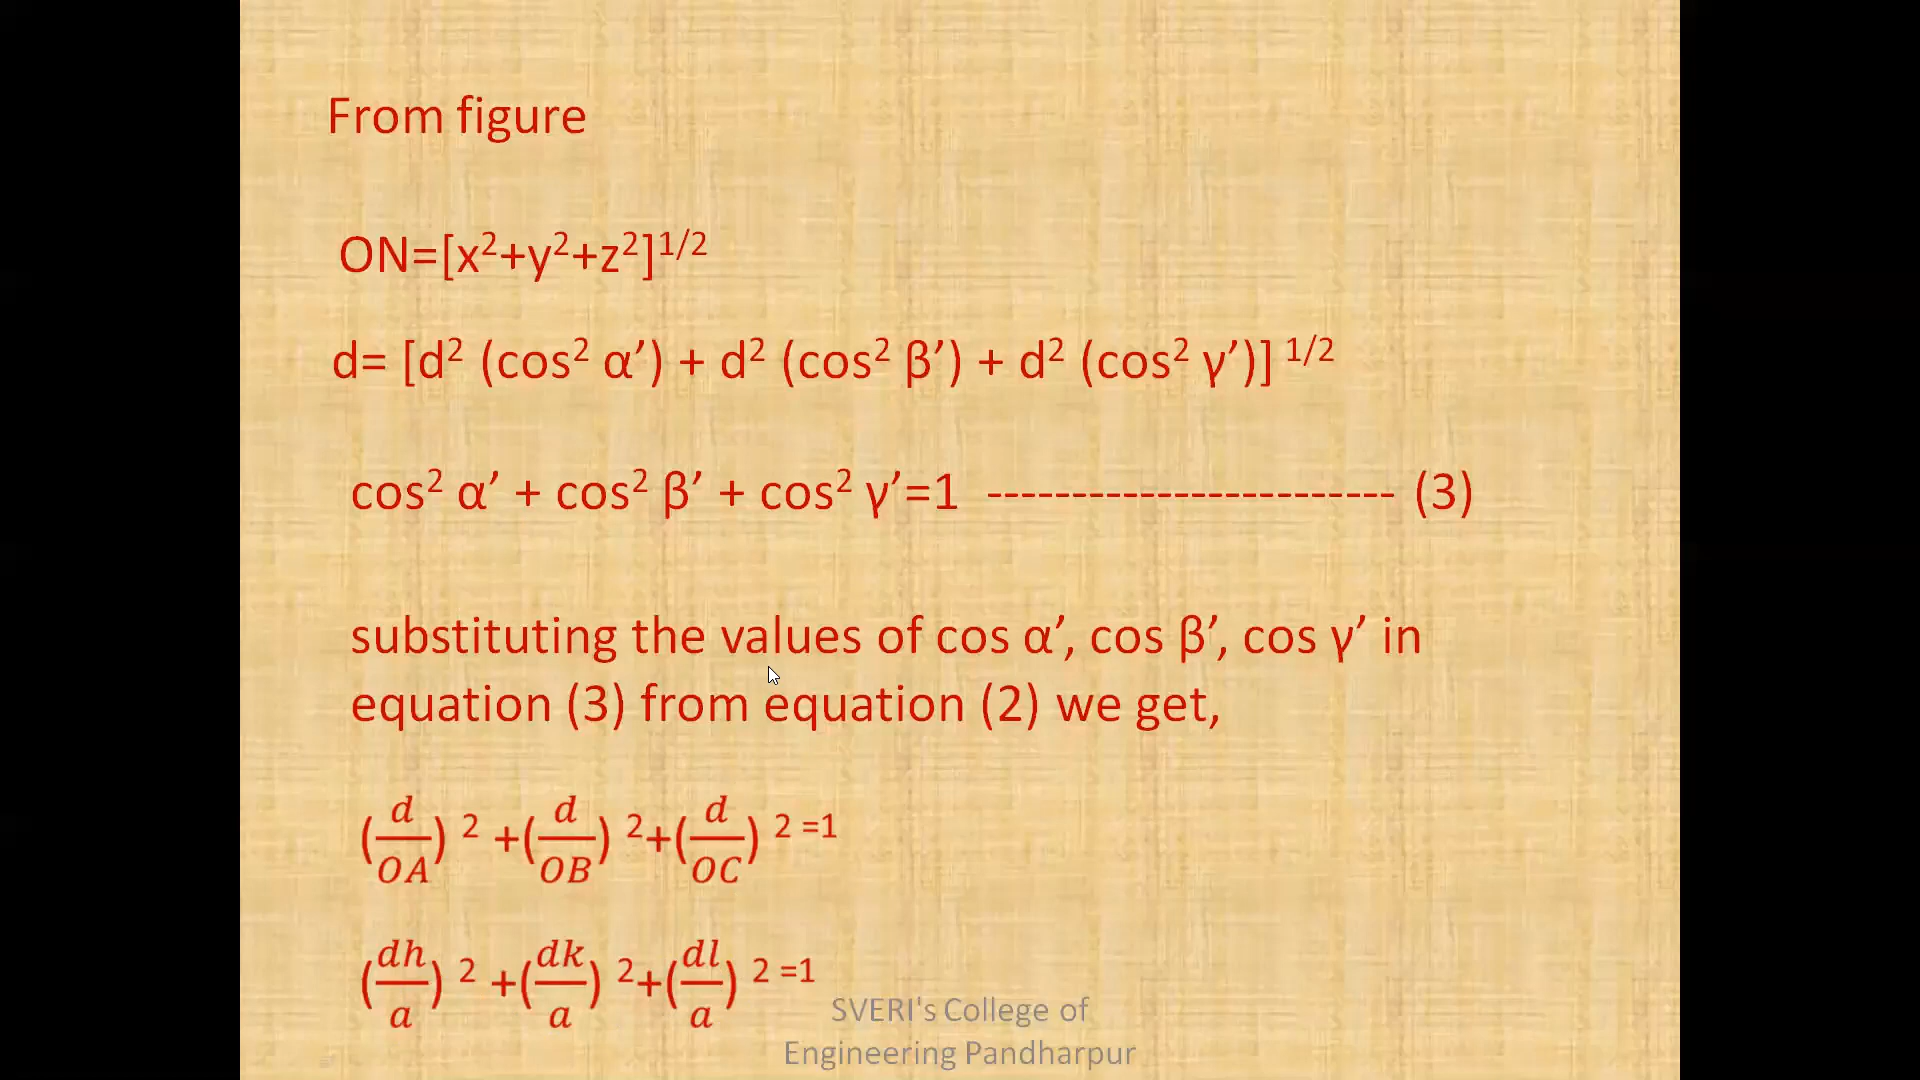 From figure
ON=[x²+y²+z²]¹/²
d= [d² (cos² α’) + d² (cos² β’) + d² (cos² γ’)] ¹/²
cos² α’ + cos² β’ + cos² γ’=1 ------------------------ (3)
substituting the values of cos α’, cos β’, cos γ’ in
equation (3) from equation (2) we get,
(d/OA) ² +(d/OB) ²+(d/OC) ² ⁼¹
(dh/a) ² +(dk/a) ²+(dl/a) ² ⁼¹
SVERI's College of
Engineering Pandharpur